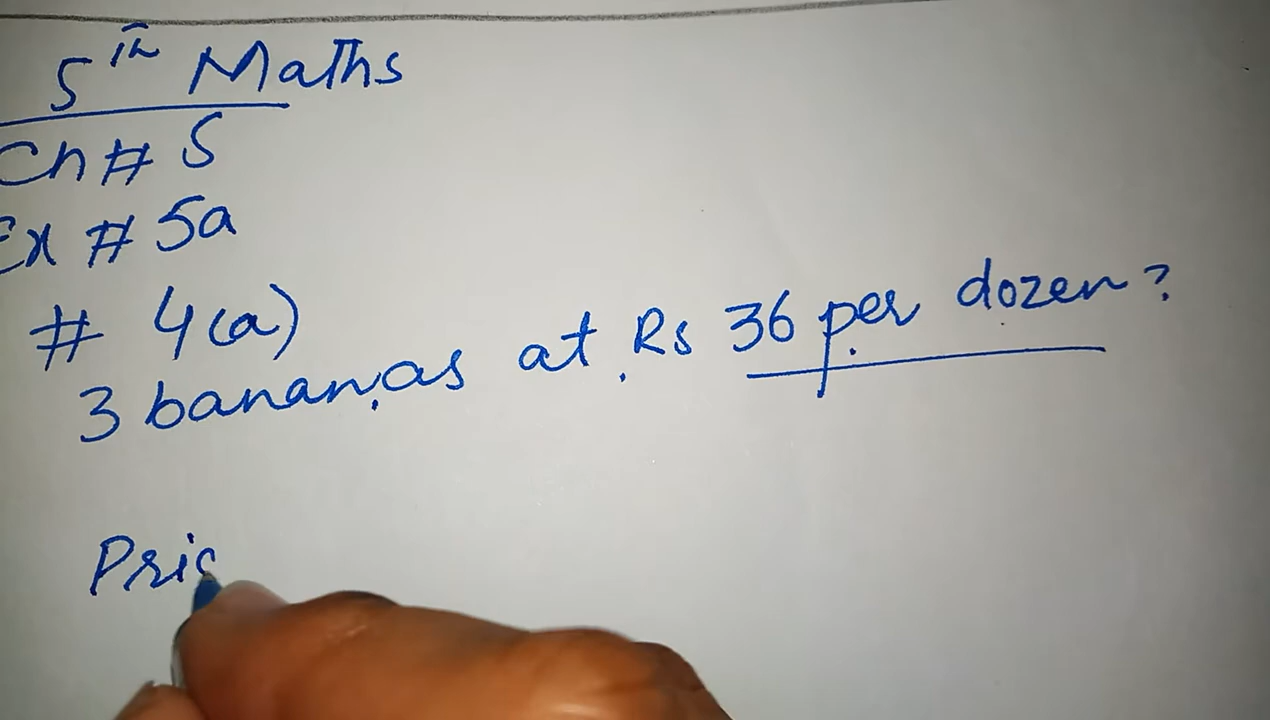 5th Maths
Ch # 5
Ex # 5a
# 4(a)
3 bananas at Rs 36 per dozen?
Pric